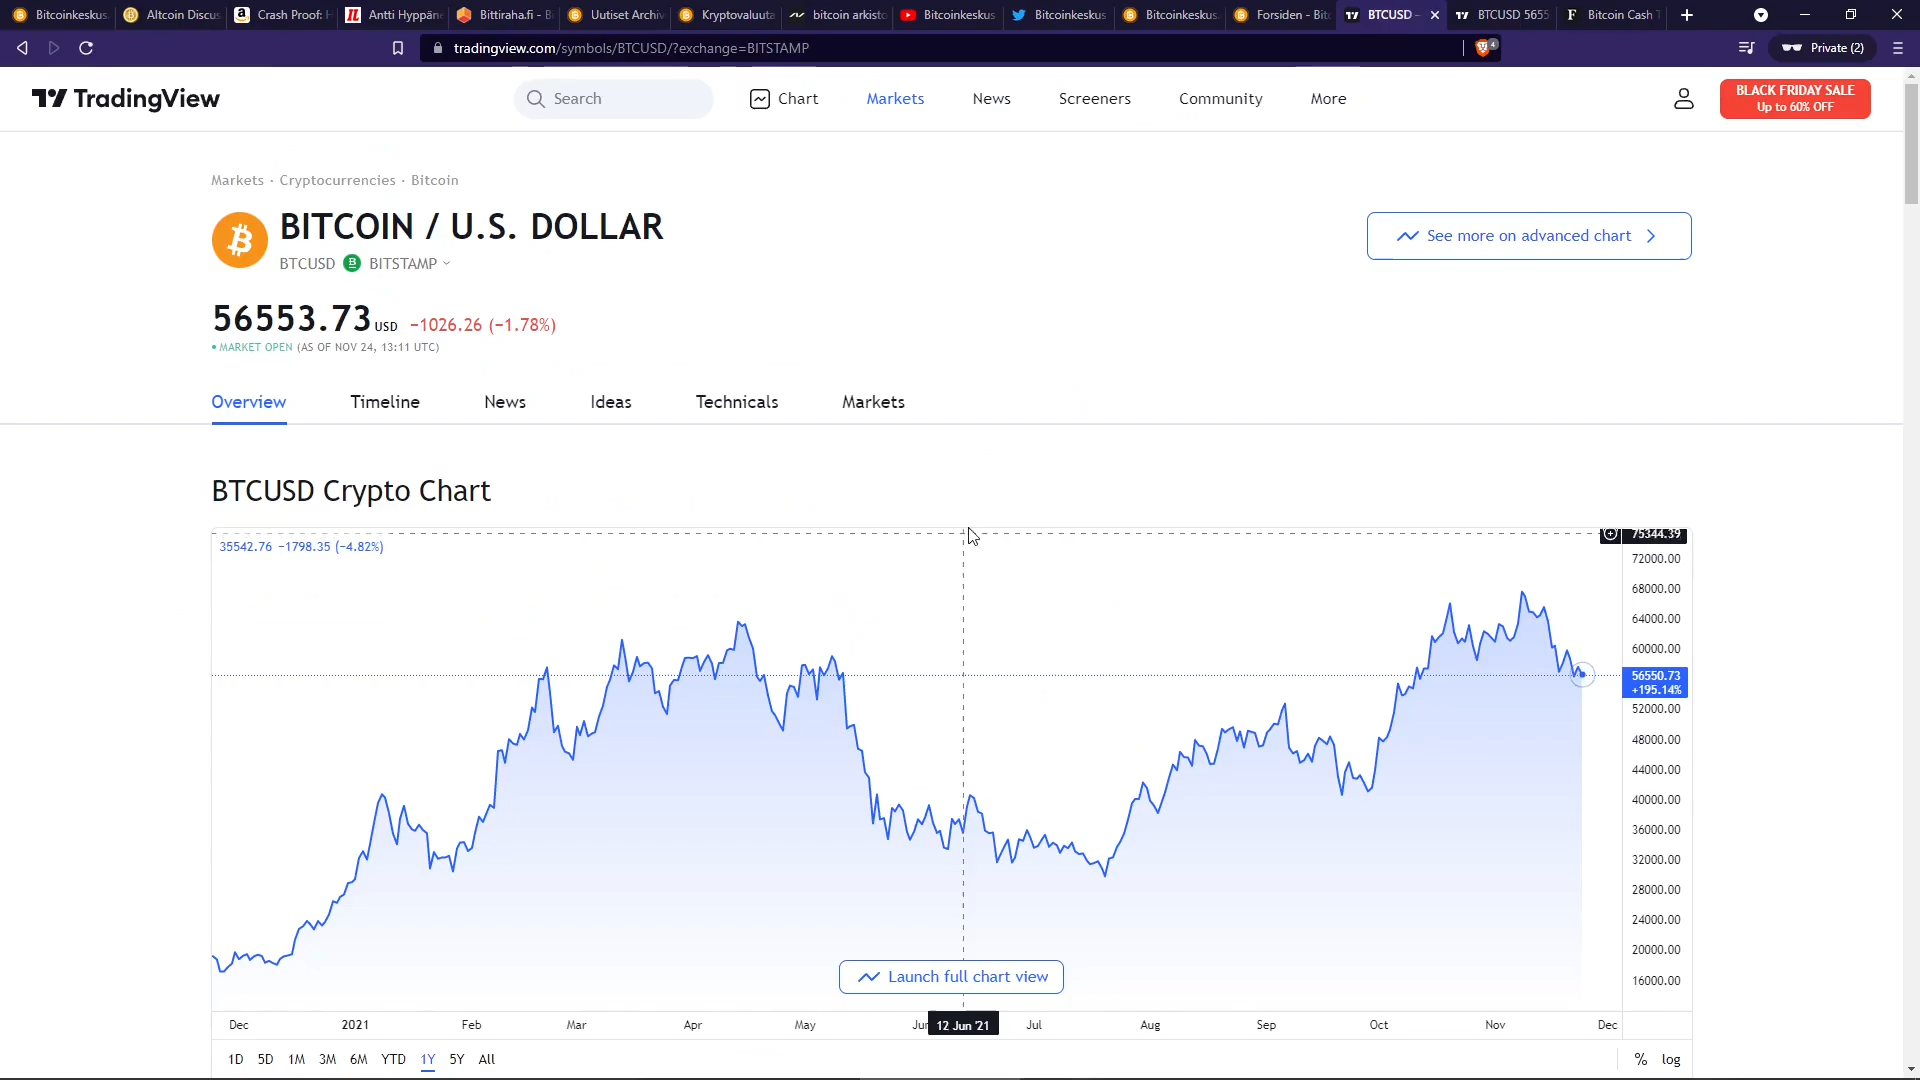 Bitcoinkeskus.
Altcoin Discus
Crash Proof: H
Antti Hyppäne
Bittiraha.fi - B
Uutiset Archiv
Kryptovaluuta
bitcoin arkisto
Bitcoinkeskus
Bitcoinkeskus
Bitcoinkeskus.
Forsiden - Bitc
BTCUSD –
BTCUSD 5655
Bitcoin Cash T
tradingview.com/symbols/BTCUSD/?exchange=BITSTAMP
4
Private (2)
TradingView
Search
Chart
Markets
News
Screeners
Community
More
BLACK FRIDAY SALE
Up to 60% OFF
Markets · Cryptocurrencies · Bitcoin
BITCOIN / U.S. DOLLAR
BTCUSD B BITSTAMP
See more on advanced chart
56553.73 USD −1026.26 (−1.78%)
• MARKET OPEN (AS OF NOV 24, 13:11 UTC)
Overview Timeline News Ideas Technicals Markets
BTCUSD Crypto Chart
35542.76 −1798.35 (−4.82%)
75344.39
72000.00
68000.00
64000.00
60000.00
56550.73
+195.14%
52000.00
48000.00
44000.00
40000.00
36000.00
32000.00
28000.00
24000.00
20000.00
16000.00
Launch full chart view
Dec 2021 Feb Mar Apr May Jun 12 Jun '21 Jul Aug Sep Oct Nov Dec
1D 5D 1M 3M 6M YTD 1Y 5Y All % log